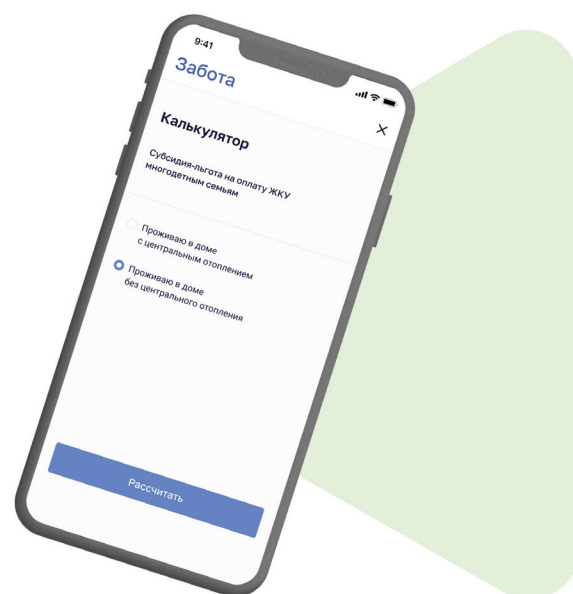 9:41
Забота
Калькулятор
Субсидия-льгота на оплату ЖКУ
многодетным семьям
Проживаю в доме
с центральным отоплением
Проживаю в доме
без центрального отопления
Рассчитать